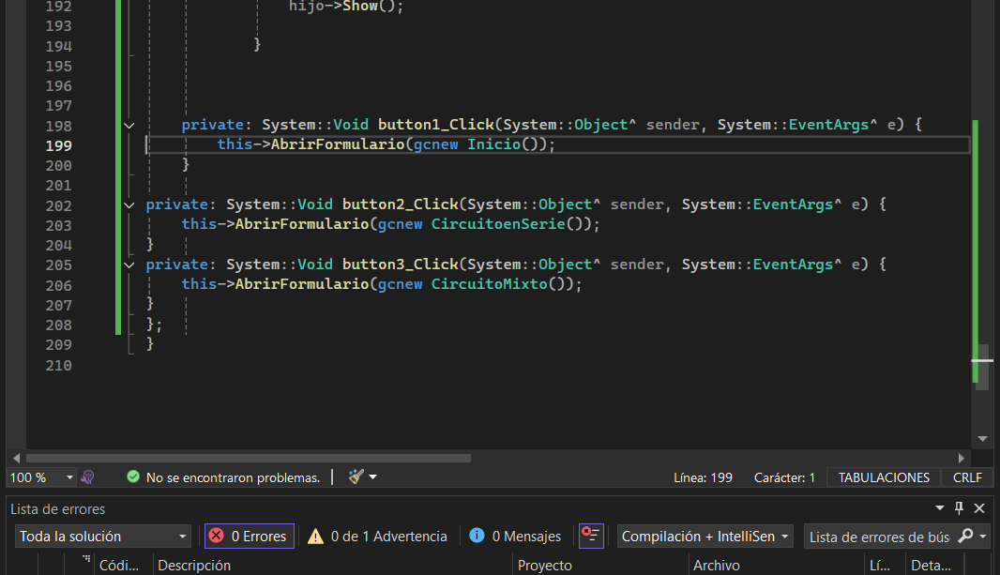 192 hijo->Show();
193
194 }
195
196
197
198 private: System::Void button1_Click(System::Object^ sender, System::EventArgs^ e) {
199 this->AbrirFormulario(gcnew Inicio());
200 }
201
202 private: System::Void button2_Click(System::Object^ sender, System::EventArgs^ e) {
203 this->AbrirFormulario(gcnew CircuitoenSerie());
204 }
205 private: System::Void button3_Click(System::Object^ sender, System::EventArgs^ e) {
206 this->AbrirFormulario(gcnew CircuitoMixto());
207 }
208 };
209 }
210
100 % No se encontraron problemas. Línea: 199 Carácter: 1 TABULACIONES CRLF
Lista de errores
Toda la solución 0 Errores 0 de 1 Advertencia 0 Mensajes Compilación + IntelliSen Lista de errores de bús
Códi... Descripción Proyecto Archivo Lí... Deta...